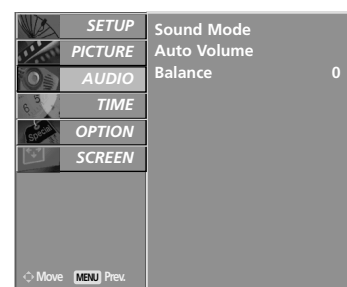 SETUP
PICTURE
AUDIO
TIME
OPTION
SCREEN
Sound Mode
Auto Volume
Balance 0
Move MENU Prev.